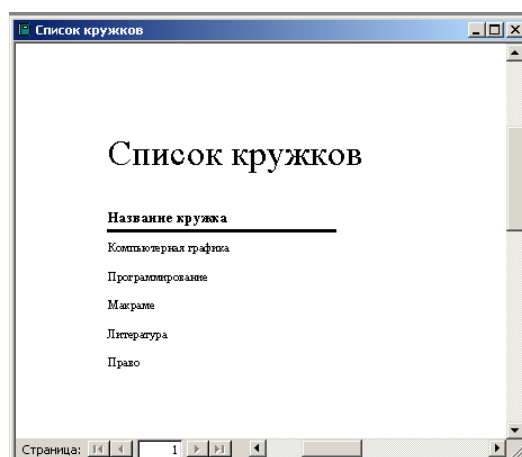 Список кружков
Список кружков
Название кружка
Компьютерная графика
Программирование
Макраме
Литература
Право
Страница: 1